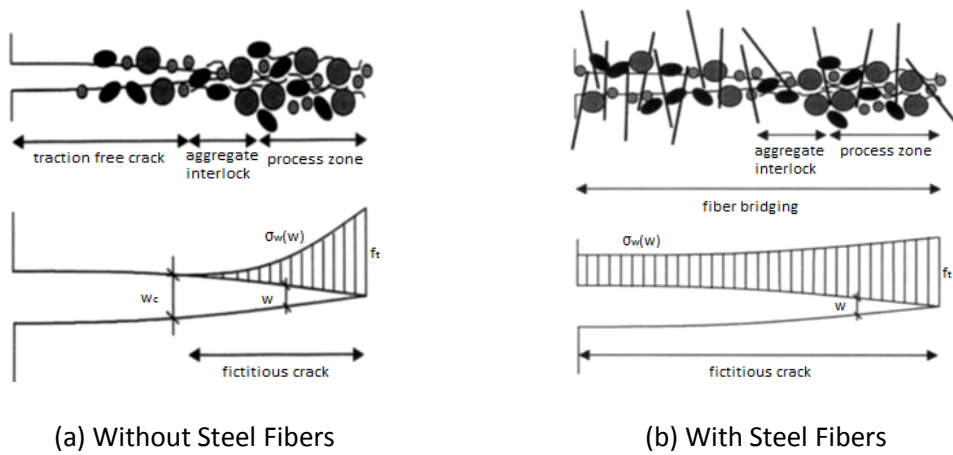 traction free crack
aggregate
interlock
process zone
σw(w)
ft
wc
w
fictitious crack
(a) Without Steel Fibers
aggregate
interlock
process zone
fiber bridging
σw(w)
ft
w
fictitious crack
(b) With Steel Fibers